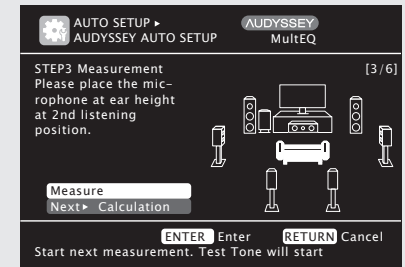 AUTO SETUP ▸
AUDYSSEY AUTO SETUP
AUDYSSEY
MultEQ
STEP3 Measurement
[3/6]
Please place the mic-
rophone at ear height
at 2nd listening
position.
Measure
Next▸ Calculation
ENTER Enter
RETURN Cancel
Start next measurement. Test Tone will start